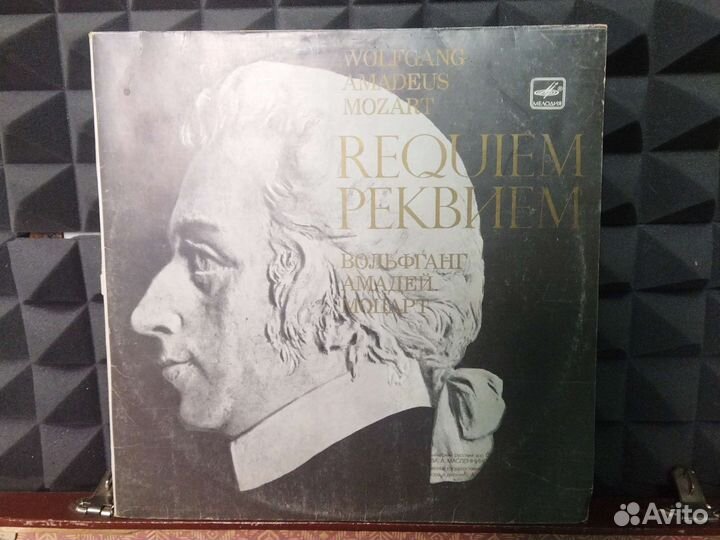 WOLFGANG
AMADEUS
MOZART
МЕЛОДИЯ
REQUIEM
РЕКВИЕМ
ВОЛЬФГАНГ
АМАДЕЙ
МОЦАРТ
Avito